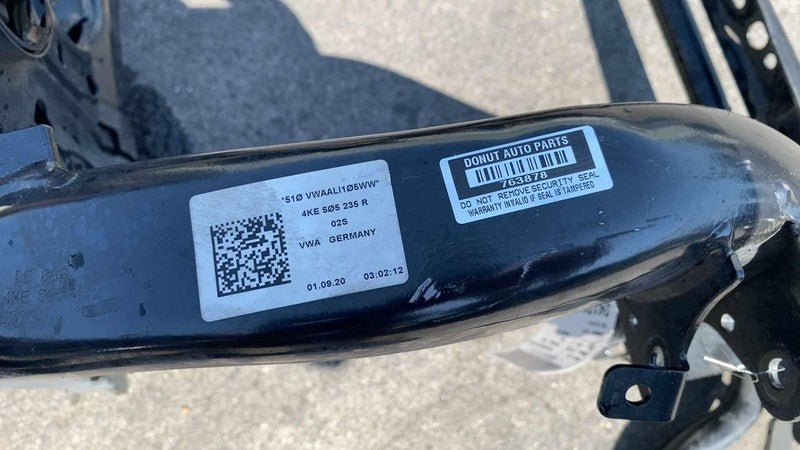 *51Ø VWAALI1Ø5WW*
4KE 5Ø5 235 R
02S
VWA GERMANY
01.09.20 03:02:12
DONUT AUTO PARTS
763878
DO NOT REMOVE SECURITY SEAL
WARRANTY INVALID IF SEAL IS TAMPERED